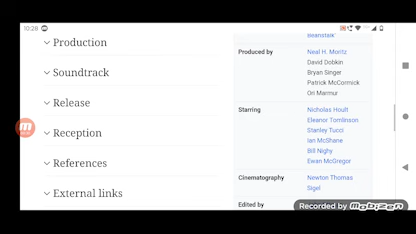 10:28
Production
Soundtrack
Release
Reception
References
External links
Beanstalk
Produced by
Neal H. Moritz
David Dobkin
Bryan Singer
Patrick McCormick
Ori Marmur
Starring
Nicholas Hoult
Eleanor Tomlinson
Stanley Tucci
Ian McShane
Bill Nighy
Ewan McGregor
Cinematography
Newton Thomas
Sigel
Edited by
Recorded by Mobizen